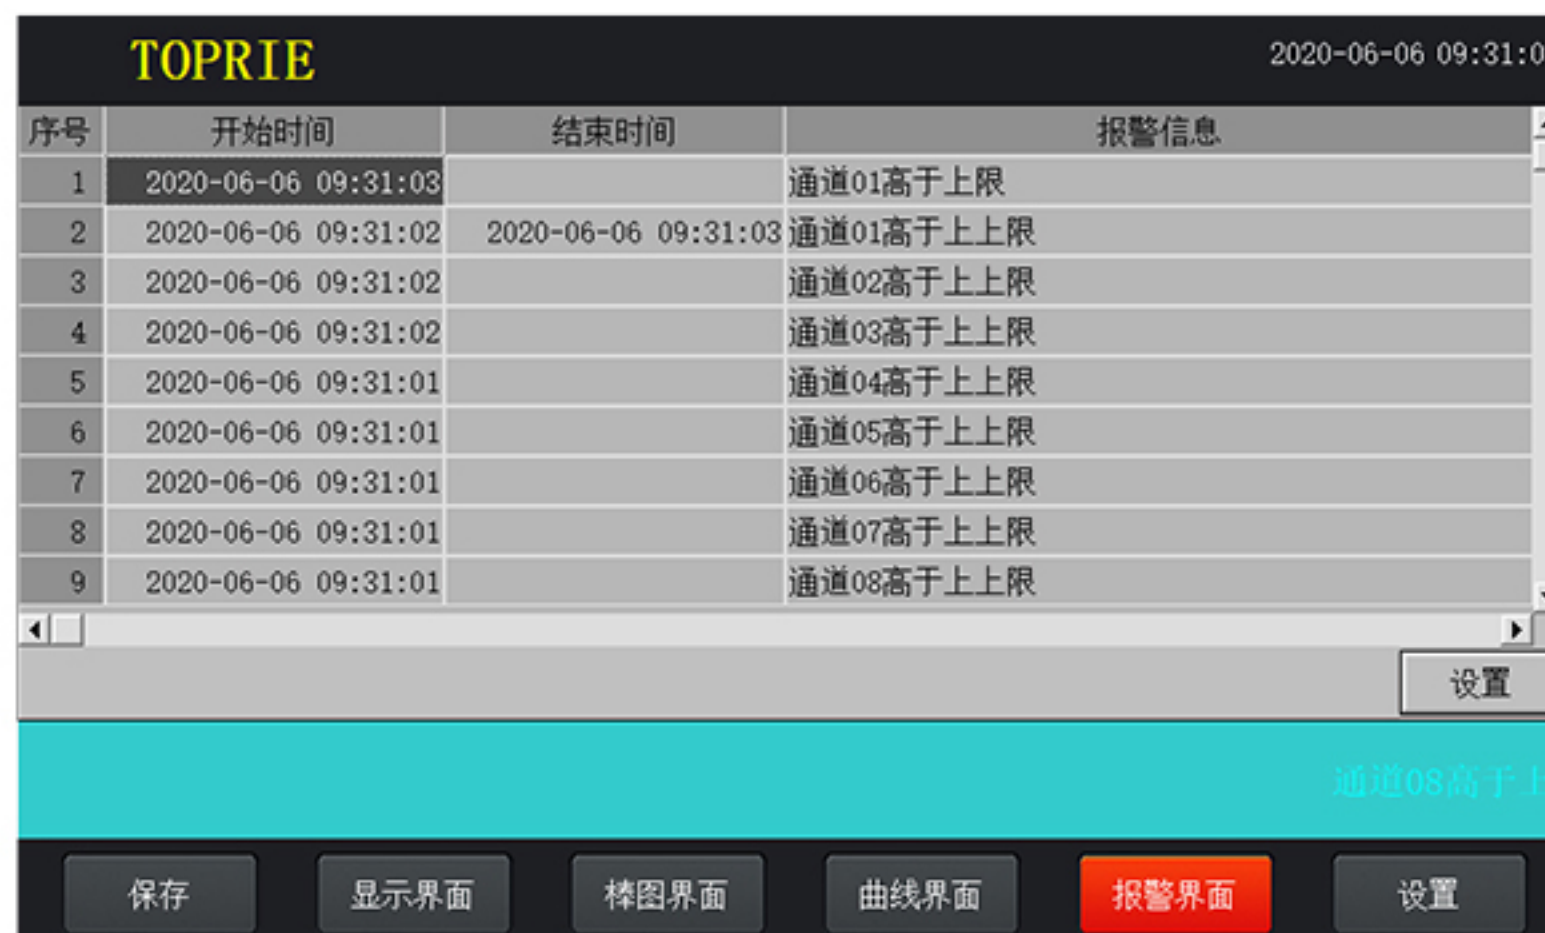 TOPRIE
2020-06-06 09:31:0
序号 开始时间 结束时间 报警信息
1 2020-06-06 09:31:03 通道01高于上限
2 2020-06-06 09:31:02 2020-06-06 09:31:03 通道01高于上上限
3 2020-06-06 09:31:02 通道02高于上上限
4 2020-06-06 09:31:02 通道03高于上上限
5 2020-06-06 09:31:01 通道04高于上上限
6 2020-06-06 09:31:01 通道05高于上上限
7 2020-06-06 09:31:01 通道06高于上上限
8 2020-06-06 09:31:01 通道07高于上上限
9 2020-06-06 09:31:01 通道08高于上上限
设置
通道08高于上
保存 显示界面 棒图界面 曲线界面 报警界面 设置